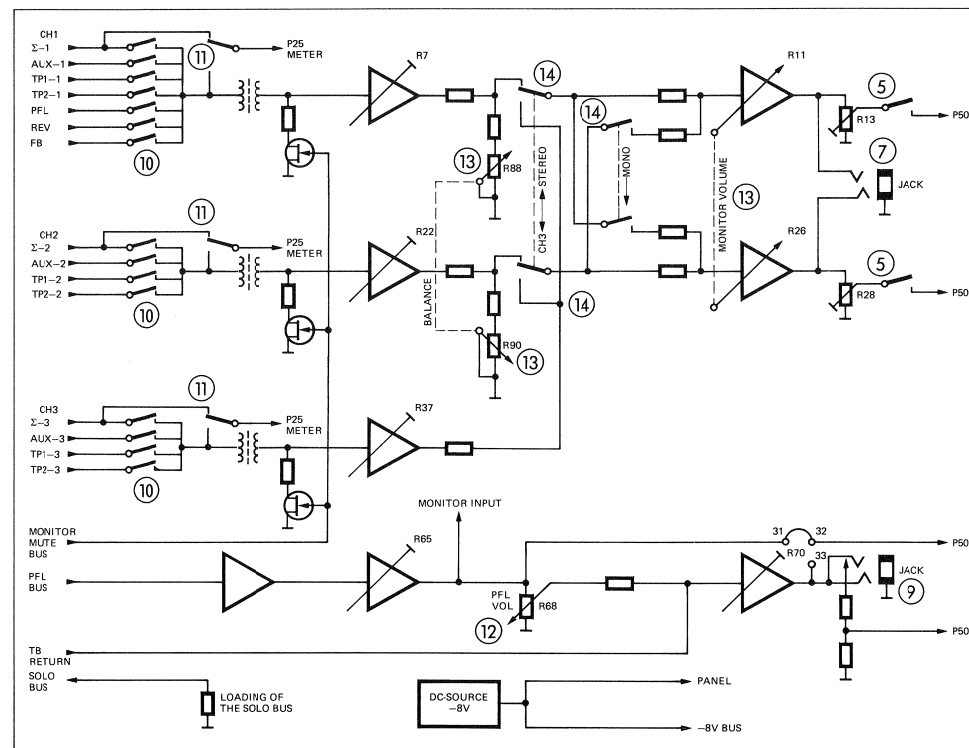 CH1
Σ–1
AUX–1
TP1–1
TP2–1
PFL
REV
FB
10
11
P25
METER
R7
14
13
R88
STEREO
CH3
14
MONO
R11
MONITOR VOLUME
13
5
R13
P50
7
JACK
CH2
Σ–2
AUX–2
TP1–2
TP2–2
10
11
P25
METER
R22
BALANCE
R90
13
14
R26
5
R28
P50
CH3
Σ–3
AUX–3
TP1–3
TP2–3
10
11
P25
METER
R37
MONITOR
MUTE
BUS
MONITOR INPUT
31
32
P50
PFL
BUS
R65
PFL
VOL
R68
12
R70
33
JACK
9
P50
TB
RETURN
SOLO
BUS
LOADING OF
THE SOLO BUS
DC-SOURCE
–8V
PANEL
–8V BUS